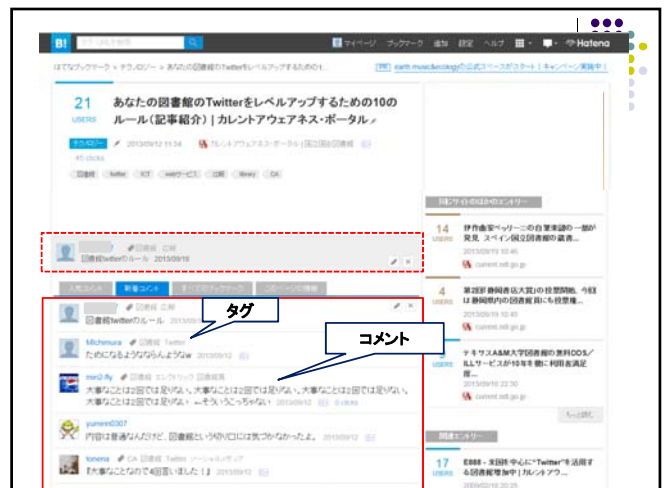 B!
マイページ ブックマーク 追加 設定 ヘルプ Hatena
はてなブックマーク > テクノロジー > あなたの図書館のTwitterをレベルアップするための1...
PR earth music&ecologyの公式スペースがスタート！キャンペーン実施中！
21 USERS
あなたの図書館のTwitterをレベルアップするための10の
ルール（記事紹介） | カレントアウェアネス・ポータル
テクノロジー 2013/09/12 11:54 カレントアウェアネス・ポータル | 国立国会図書館
45 clicks
図書館 twitter ICT webサービス 広報 library CA
図書館 広報
図書館twitterのルール 2013/09/18
人気コメント 新着コメント すべてのブックマーク このページの情報
タグ
図書館 広報
図書館twitterのルール
コメント
Michimura 図書館 Twitter
ためになるようなならんようなw 2013/09/12
min2-fly 図書館 エレクトリック 図書館員
大事なことは2回では足りない。大事なことは2回では足りない。大事なことは2回では足りない。
大事なことは2回では足りない ←そういうこっちゃない 2013/09/12 0 clicks
yuminn0307
内容は普通なんだけど、図書館という切り口には気づかなかったよ。 2013/09/12
tonena CA 図書館 Twitter ソーシャルメディア
『大事なことなので4回言いました！』 2013/09/12
同じサイトのほかのエントリー
14 USERS
伊作曲家ベッリーニの自筆楽譜の一部が
発見 スペイン国立図書館の蔵書...
2013/09/19 10:45
current.ndl.go.jp
4 USERS
第2回「静岡書店大賞」の投票開始、今回
は静岡県内の図書館員にも投票権...
2013/09/19 10:40
current.ndl.go.jp
USERS
テキサスA&M大学図書館の無料DDS／
ILLサービスが10年を機に利用者満足
度...
2013/09/18 22:30
current.ndl.go.jp
もっと読む
関連エントリー
17 USERS
E888 - 米国を中心に“Twitter”を活用す
る図書館増加中 | カレントアウ...
2009/02/18 20:25